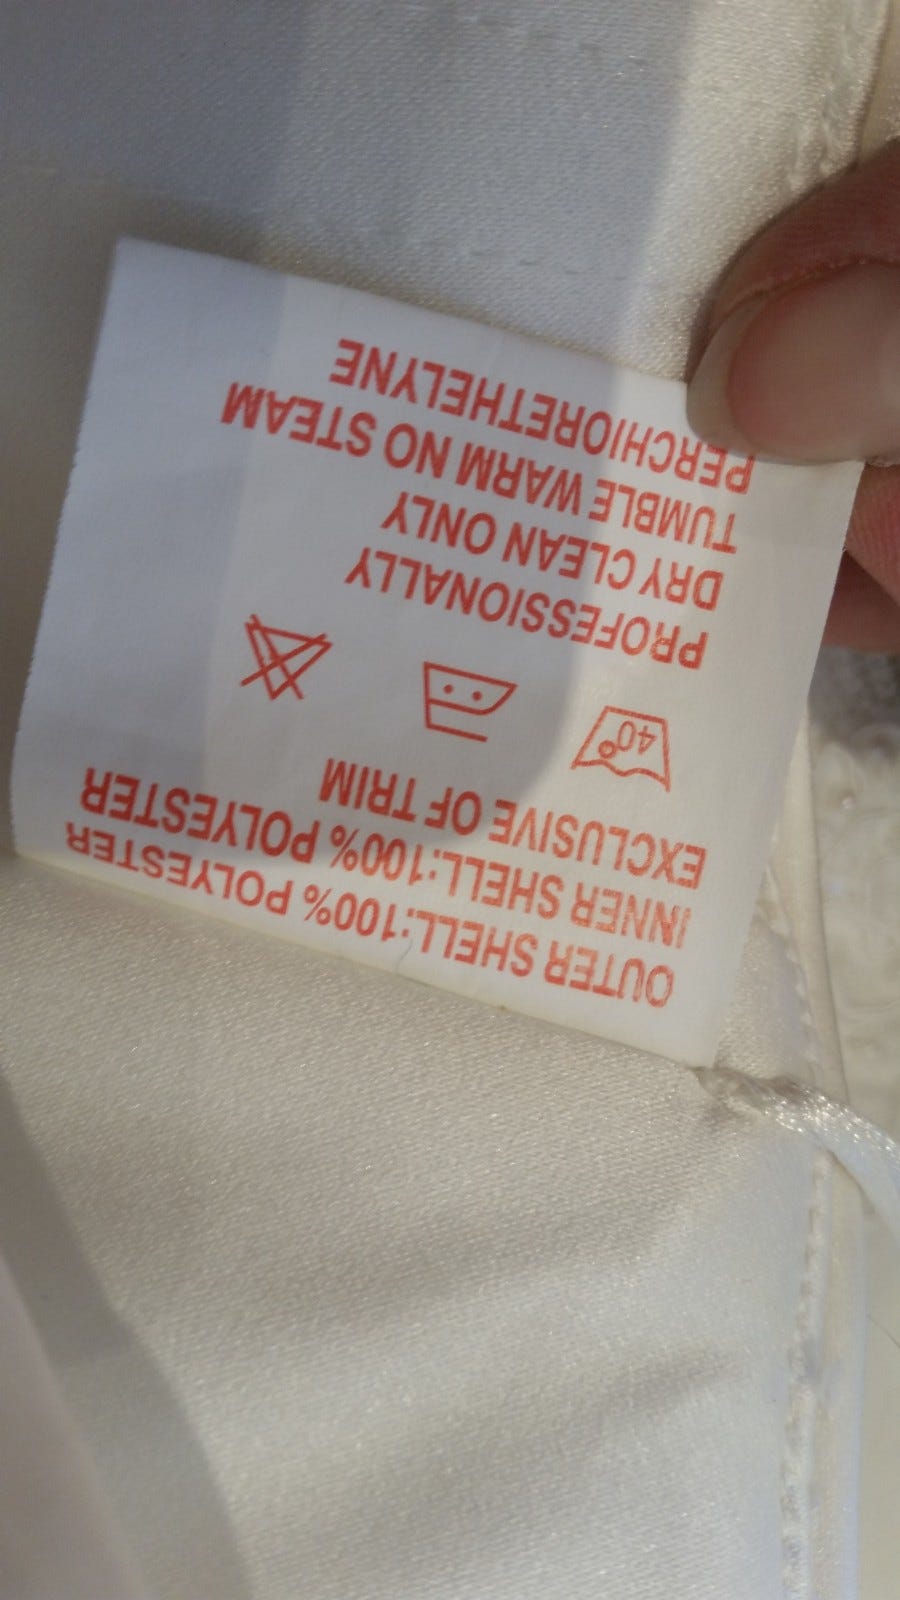 OUTER SHELL:100% POLYESTER
INNER SHELL:100% POLYESTER
EXCLUSIVE OF TRIM
40°
PROFESSIONALLY
DRY CLEAN ONLY
TUMBLE WARM NO STEAM
PERCHIORETHELYNE